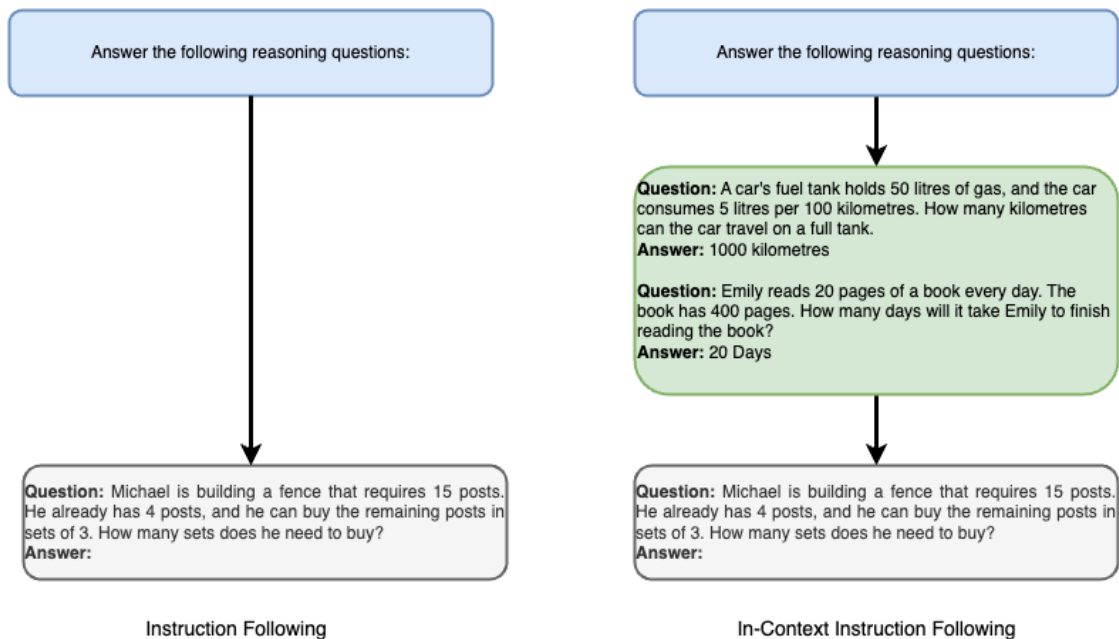 Answer the following reasoning questions:
Question: Michael is building a fence that requires 15 posts.
He already has 4 posts, and he can buy the remaining posts in
sets of 3. How many sets does he need to buy?
Answer:
Instruction Following
Answer the following reasoning questions:
Question: A car's fuel tank holds 50 litres of gas, and the car
consumes 5 litres per 100 kilometres. How many kilometres
can the car travel on a full tank.
Answer: 1000 kilometres
Question: Emily reads 20 pages of a book every day. The
book has 400 pages. How many days will it take Emily to finish
reading the book?
Answer: 20 Days
Question: Michael is building a fence that requires 15 posts.
He already has 4 posts, and he can buy the remaining posts in
sets of 3. How many sets does he need to buy?
Answer:
In-Context Instruction Following